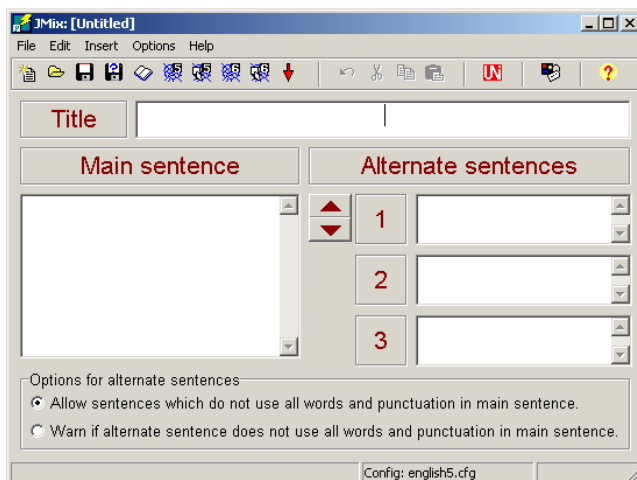 JMix: [Untitled]
File Edit Insert Options Help
Title
Main sentence Alternate sentences
1
2
3
Options for alternate sentences
Allow sentences which do not use all words and punctuation in main sentence.
Warn if alternate sentence does not use all words and punctuation in main sentence.
Config: english5.cfg